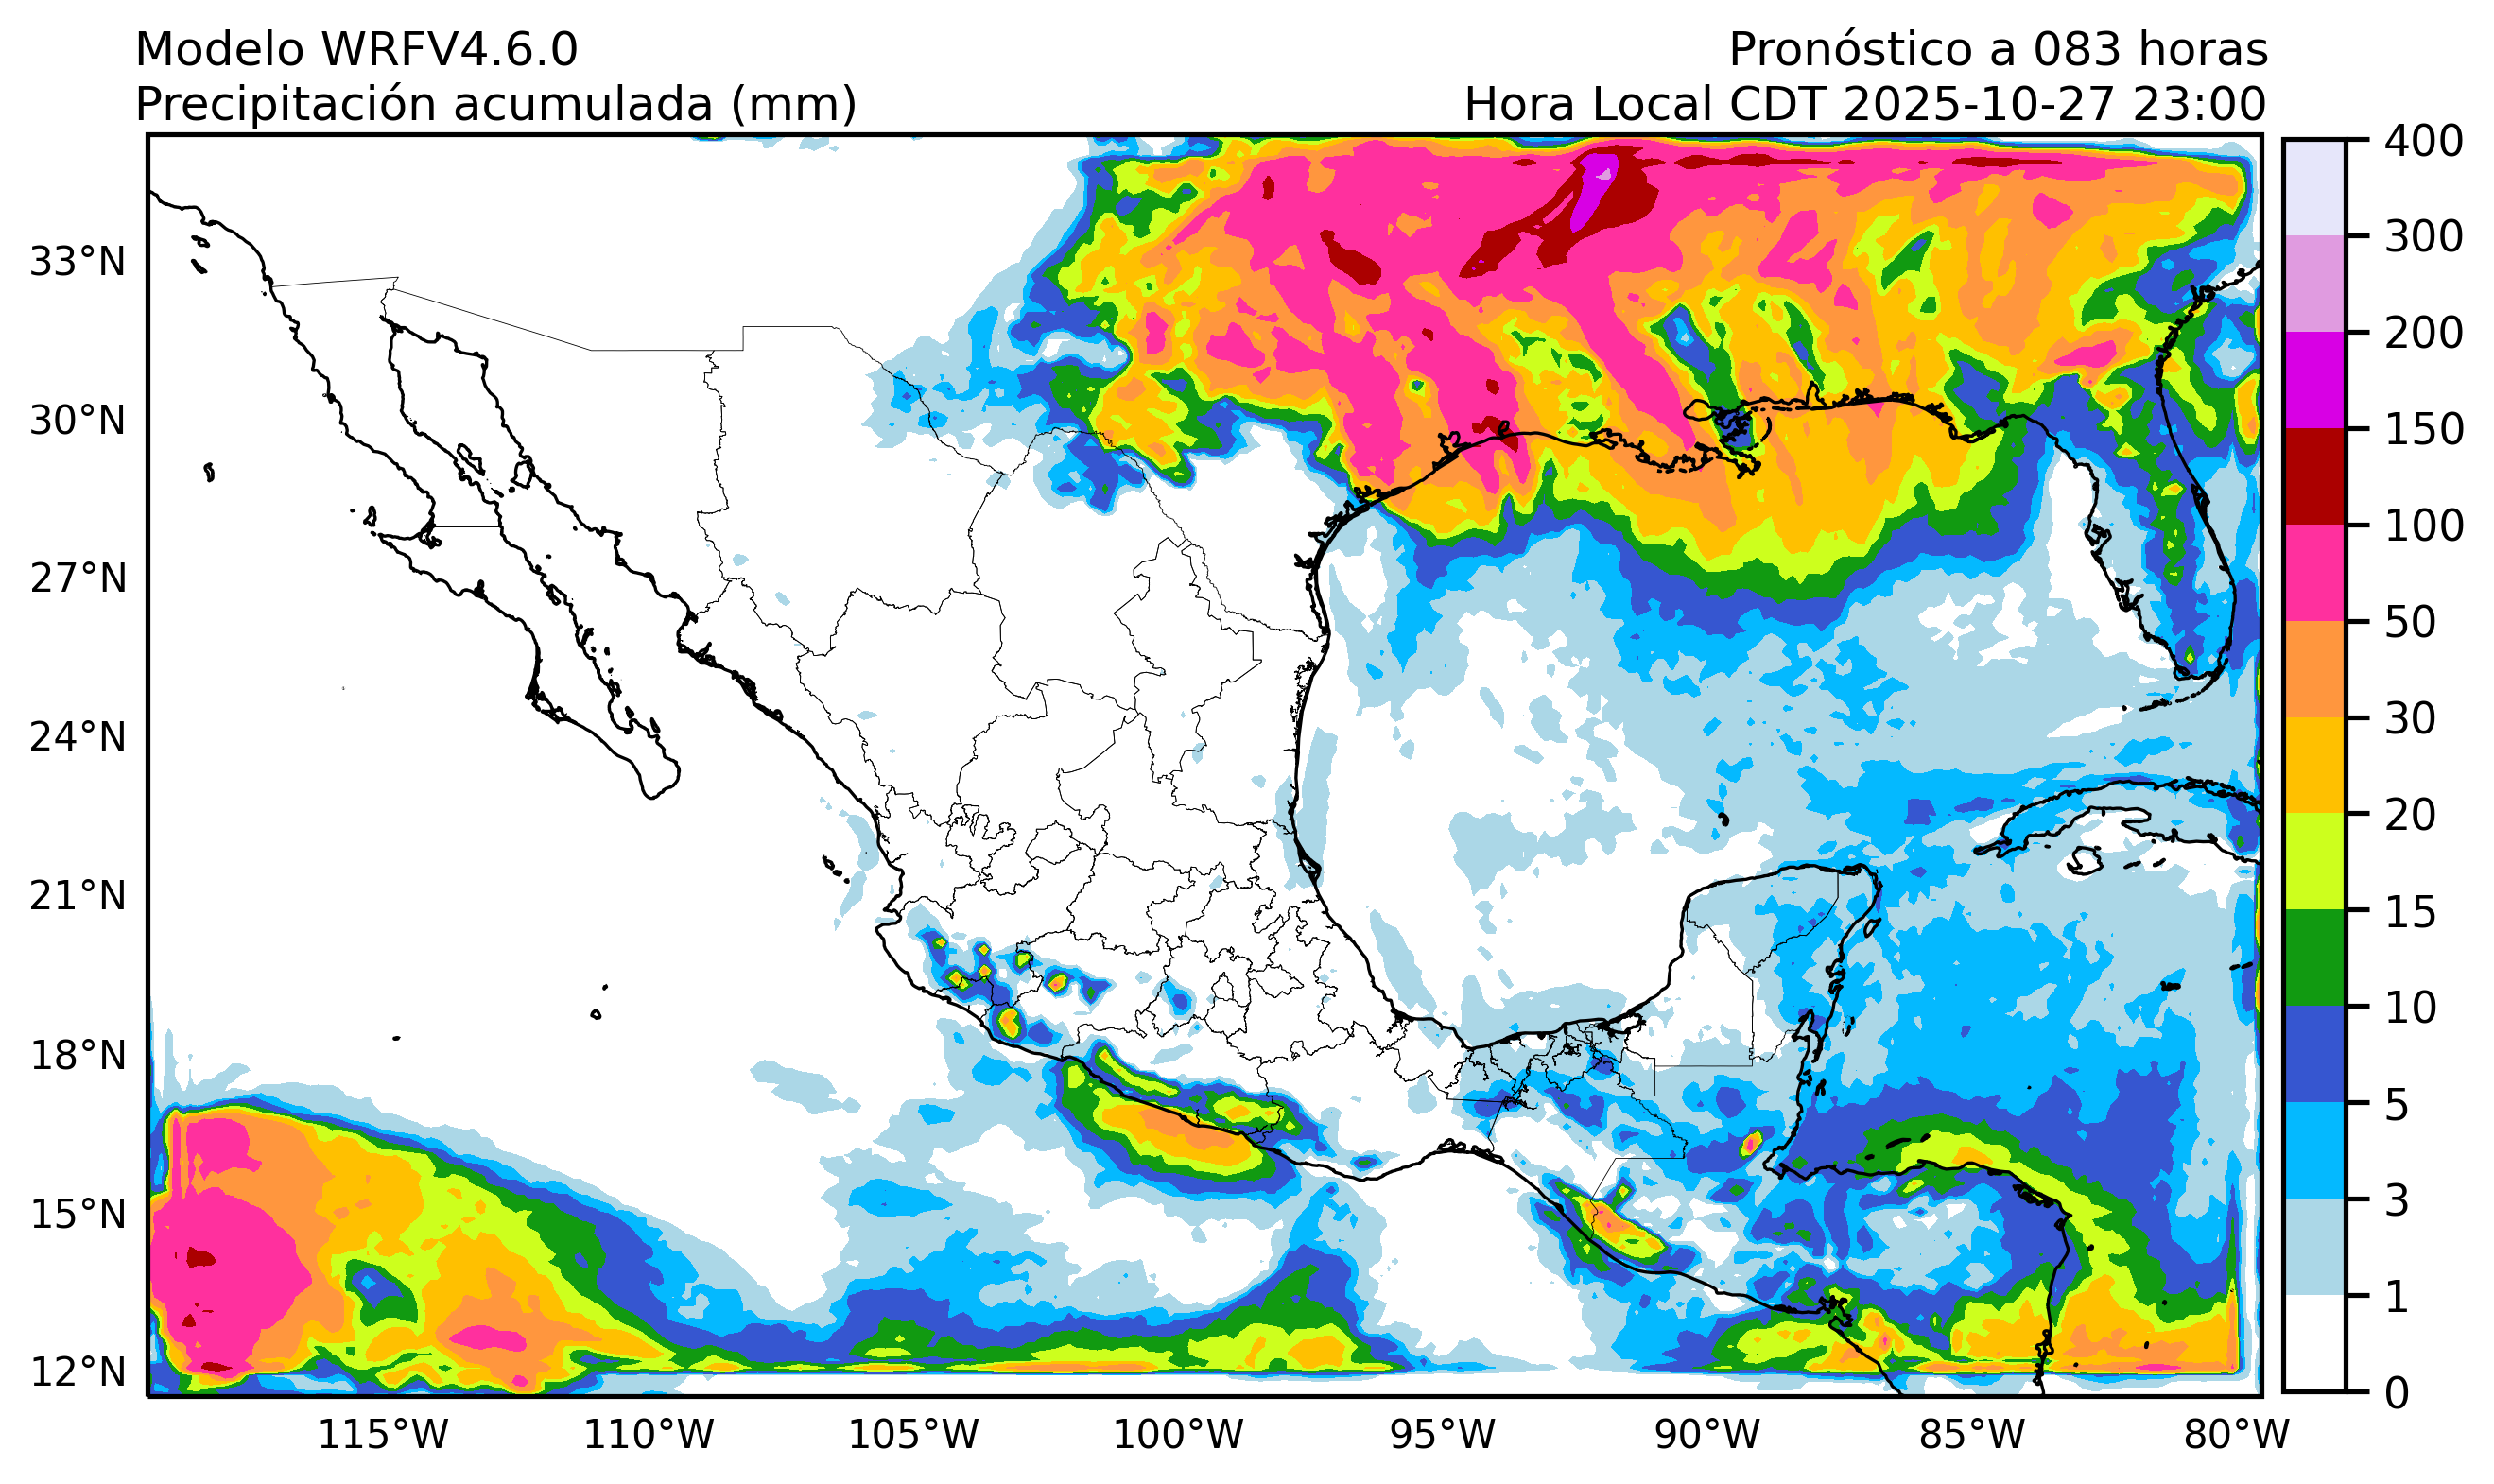 Modelo WRFV4.6.0
Precipitación acumulada (mm)
Pronóstico a 083 horas
Hora Local CDT 2025-10-27 23:00
33°N
30°N
27°N
24°N
21°N
18°N
15°N
12°N
115°W
110°W
105°W
100°W
95°W
90°W
85°W
80°W
400
300
200
150
100
50
30
20
15
10
5
3
1
0